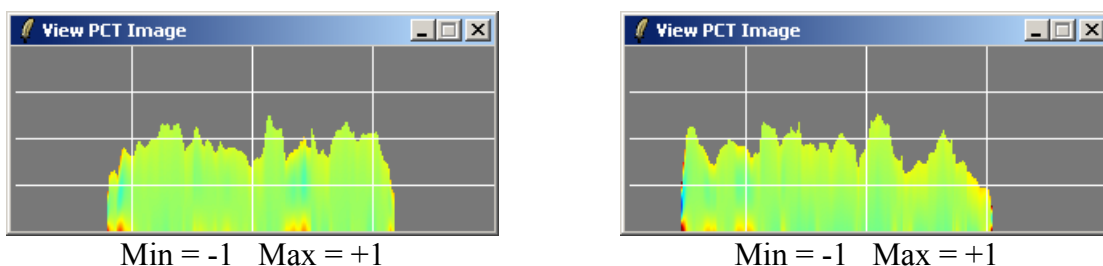 View PCT Image
View PCT Image
Min = -1 Max = +1
Min = -1 Max = +1